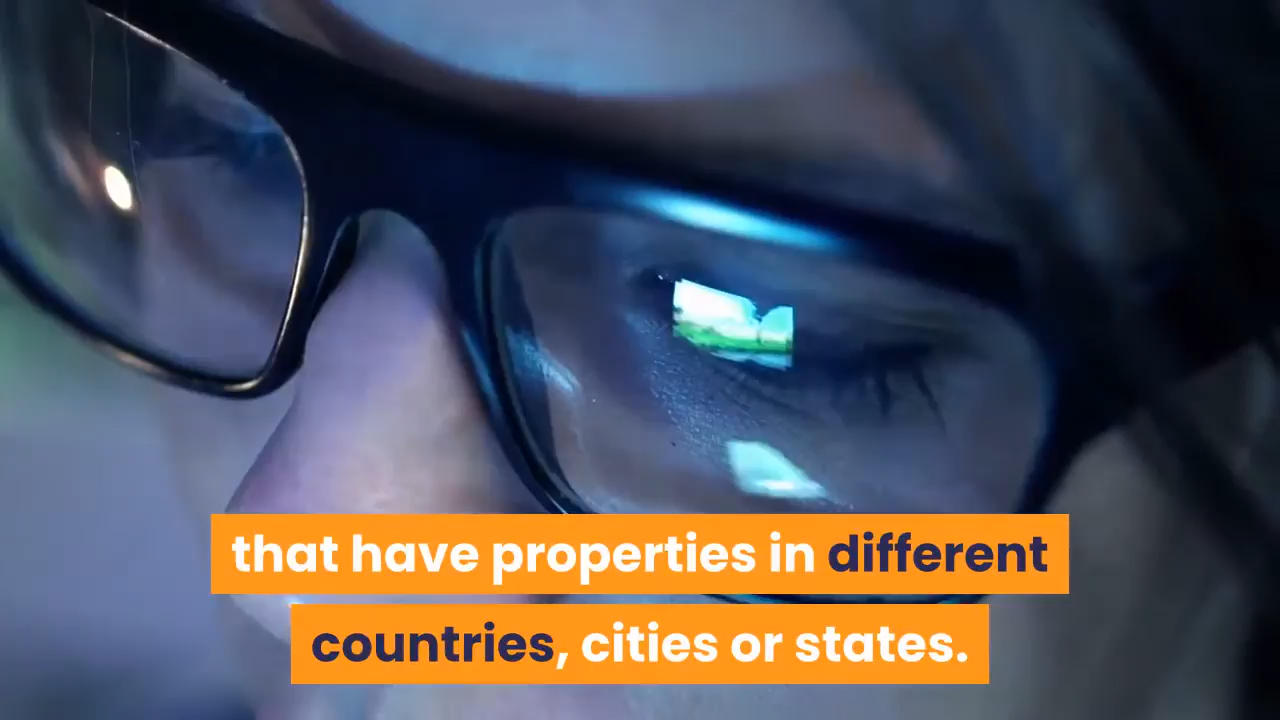 that have properties in different
countries, cities or states.